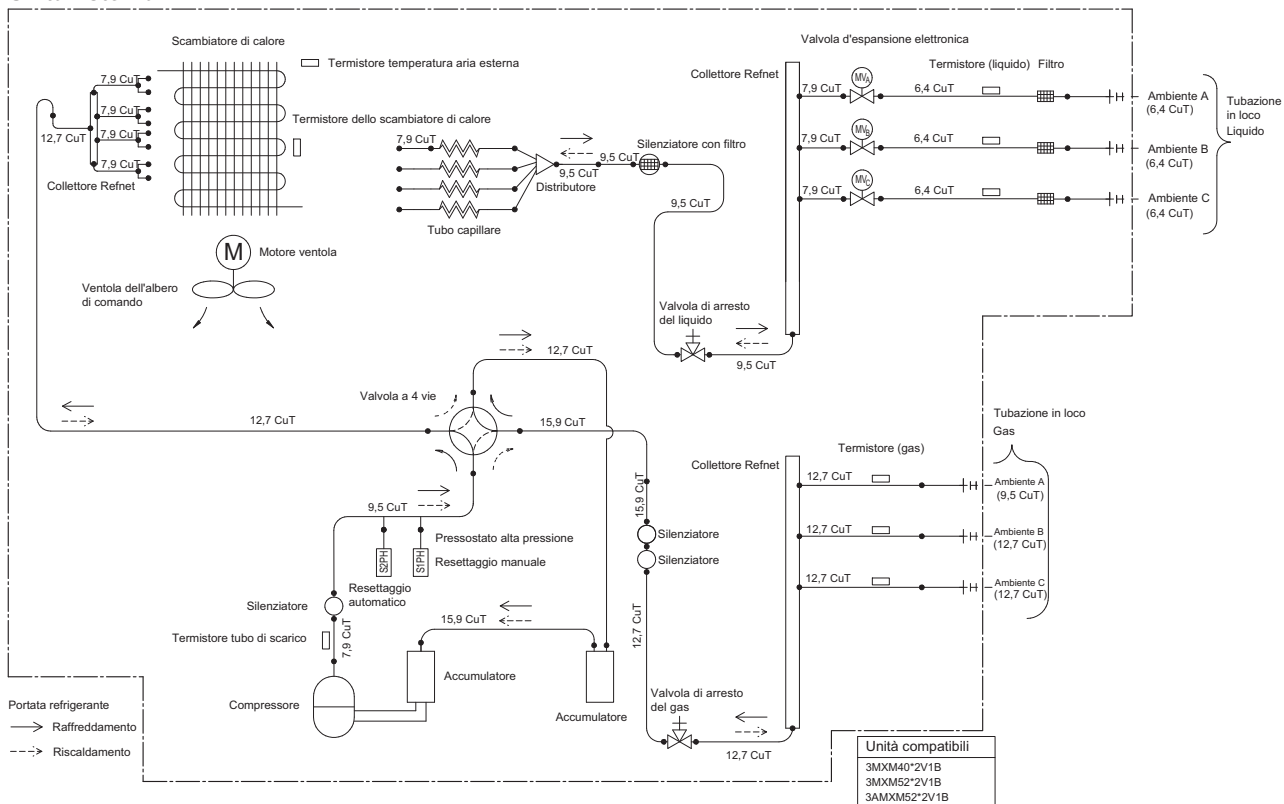 Scambiatore di calore
Termistore temperatura aria esterna
7,9 CuT
7,9 CuT
7,9 CuT
7,9 CuT
12,7 CuT
Collettore Refnet
Termistore dello scambiatore di calore
7,9 CuT
Distributore
9,5 CuT
9,5 CuT
Tubo capillare
Silenziatore con filtro
9,5 CuT
M
Motore ventola
Ventola dell'albero
di comando
Valvola d'espansione elettronica
Collettore Refnet
Termistore (liquido)
Filtro
7,9 CuT
MVA
6,4 CuT
Ambiente A
(6,4 CuT)
7,9 CuT
MVB
6,4 CuT
Ambiente B
(6,4 CuT)
7,9 CuT
MVC
6,4 CuT
Ambiente C
(6,4 CuT)
Tubazione
in loco
Liquido
Valvola di arresto
del liquido
9,5 CuT
12,7 CuT
Valvola a 4 vie
12,7 CuT
15,9 CuT
15,9 CuT
9,5 CuT
Pressostato alta pressione
S2PH
S1PH
Resettaggio manuale
Resettaggio
automatico
Silenziatore
Silenziatore
Silenziatore
Termistore tubo di scarico
7,9 CuT
15,9 CuT
12,7 CuT
Compressore
Accumulatore
Accumulatore
Valvola di arresto
del gas
12,7 CuT
Collettore Refnet
Termistore (gas)
Tubazione in loco
Gas
12,7 CuT
Ambiente A
(9,5 CuT)
12,7 CuT
Ambiente B
(12,7 CuT)
12,7 CuT
Ambiente C
(12,7 CuT)
Portata refrigerante
Raffreddamento
Riscaldamento
Unità compatibili
3MXM40*2V1B
3MXM52*2V1B
3AMXM52*2V1B